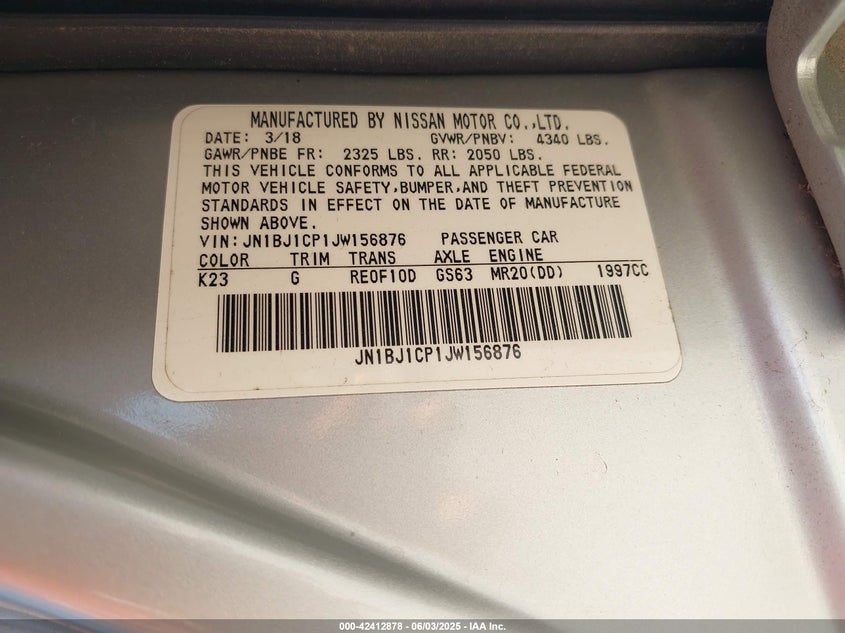 MANUFACTURED BY NISSAN MOTOR CO.,LTD.
DATE: 3/18 GVWR/PNBV: 4340 LBS.
GAWR/PNBE FR: 2325 LBS. RR: 2050 LBS.
THIS VEHICLE CONFORMS TO ALL APPLICABLE FEDERAL
MOTOR VEHICLE SAFETY,BUMPER,AND THEFT PREVENTION
STANDARDS IN EFFECT ON THE DATE OF MANUFACTURE
SHOWN ABOVE.
VIN: JN1BJ1CP1JW156876 PASSENGER CAR
COLOR TRIM TRANS AXLE ENGINE
K23 G RE0F10D GS63 MR20(DD) 1997CC
JN1BJ1CP1JW156876
000-42412878 - 06/03/2025 - IAA Inc.